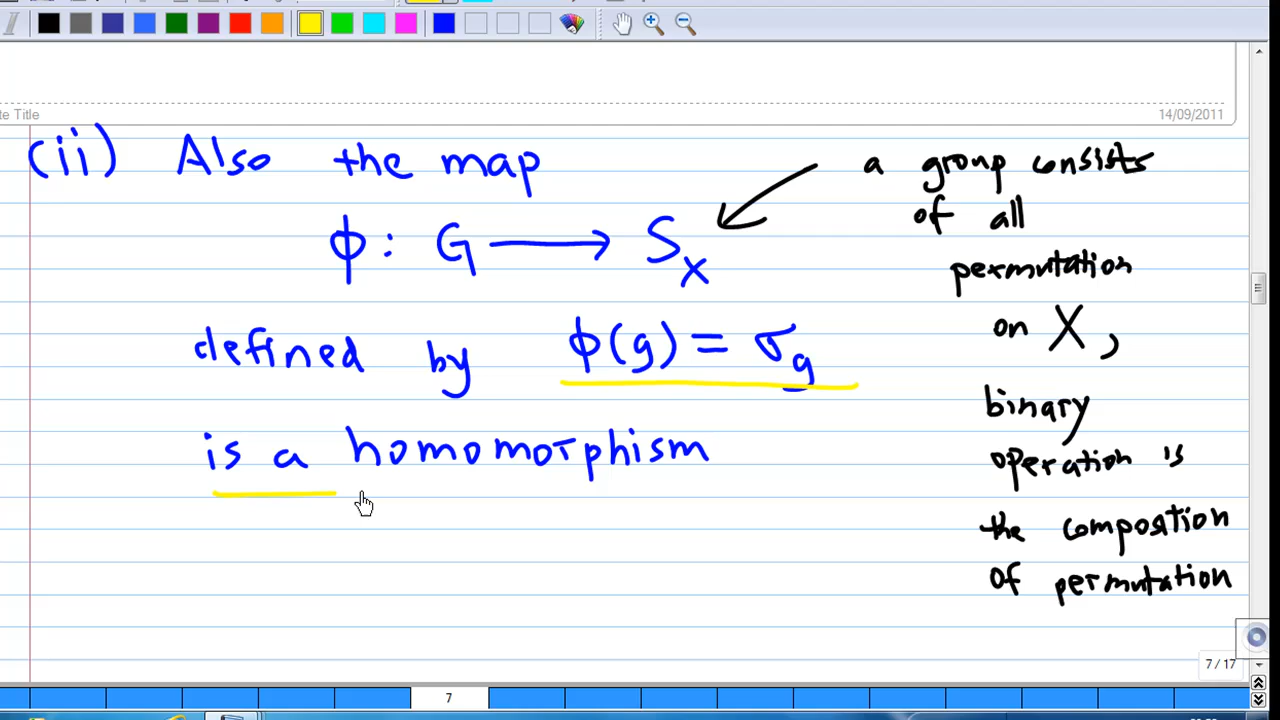 te Title
14/09/2011
(ii) Also the map
ϕ: G ⟶ S_X
defined by ϕ(g) = σ_g
is a homomorphism
a group consists
of all
permutation
on X,
binary
operation is
the composition
of permutation
7 / 17
7